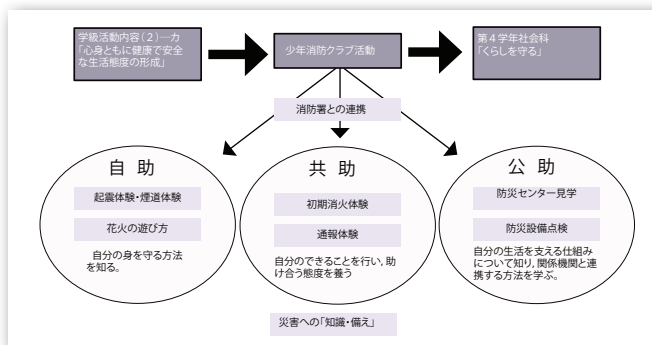 学級活動内容(2)―カ
「心身ともに健康で安全
な生活態度の形成」
少年消防クラブ活動
第4学年社会科
「くらしを守る」
消防署との連携
自助
起震体験・煙道体験
花火の遊び方
自分の身を守る方法
を知る。
共助
初期消火体験
通報体験
自分のできることを行い,助
け合う態度を養う
公助
防災センター見学
防災設備点検
自分の生活を支える仕組み
について知り,関係機関と連
携する方法を学ぶ。
災害への「知識・備え」